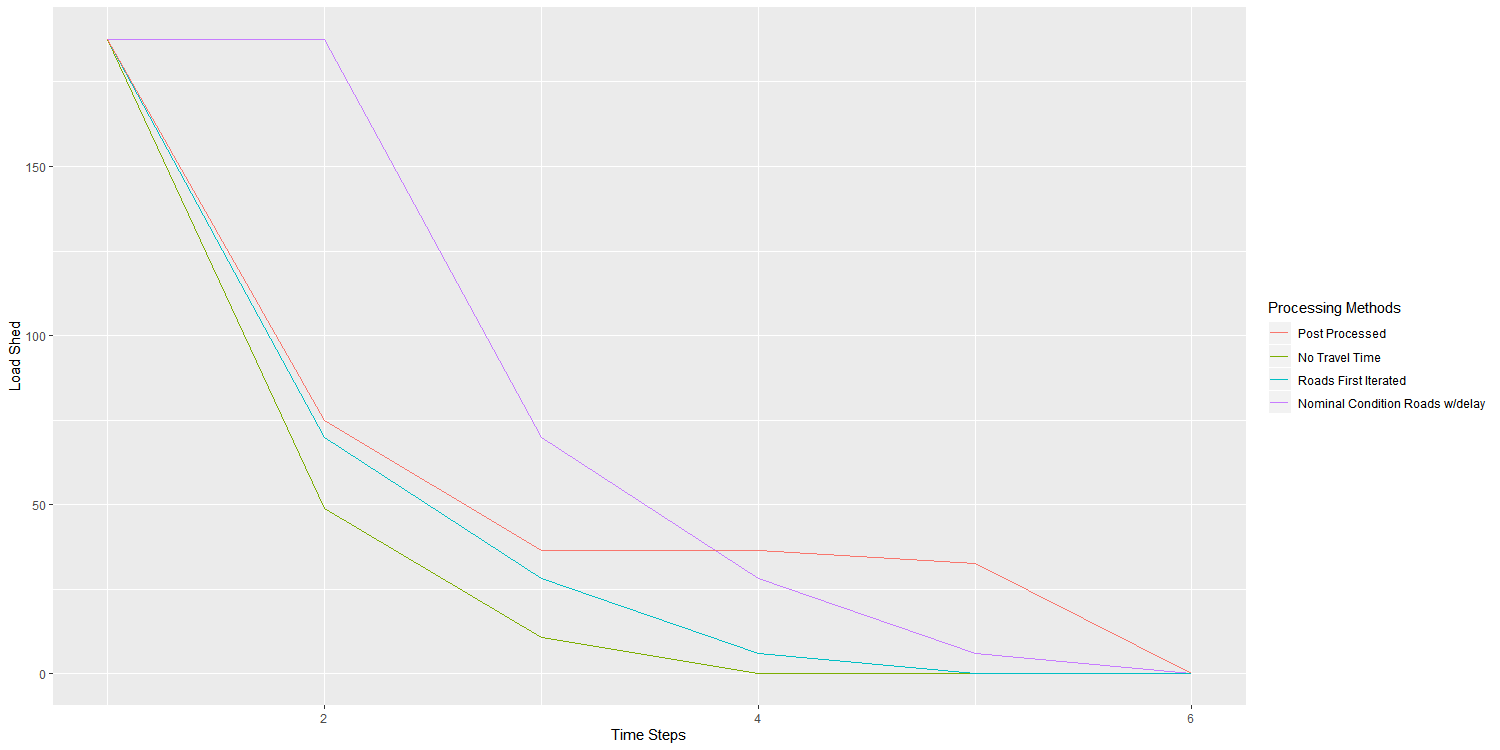 Load Shed
150
100
50
0
2
4
6
Time Steps
Processing Methods
Post Processed
No Travel Time
Roads First Iterated
Nominal Condition Roads w/delay